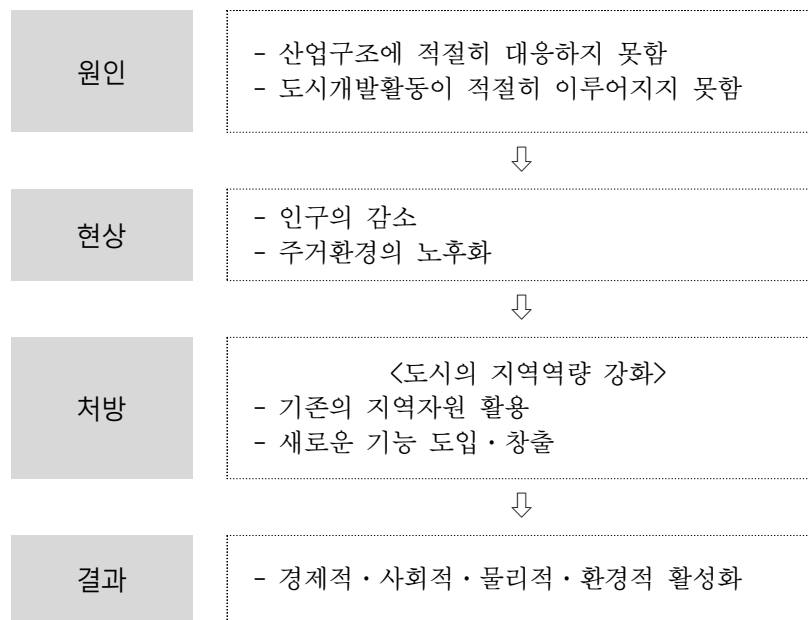 원인
- 산업구조에 적절히 대응하지 못함
- 도시개발활동이 적절히 이루어지지 못함
현상
- 인구의 감소
- 주거환경의 노후화
처방
<도시의 지역역량 강화>
- 기존의 지역자원 활용
- 새로운 기능 도입·창출
결과
- 경제적·사회적·물리적·환경적 활성화